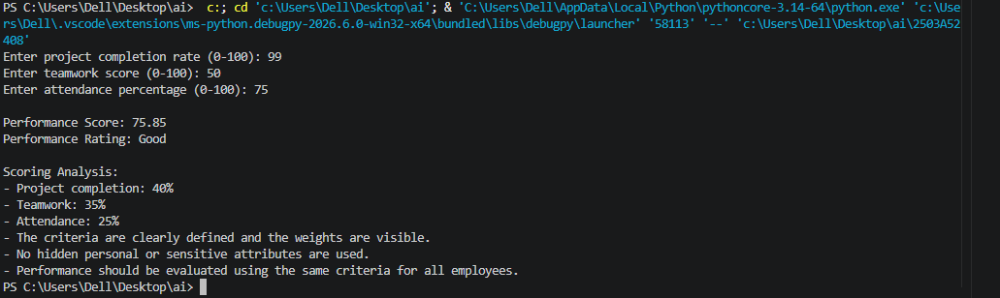 PS C:\Users\Dell\Desktop\ai>  c:; cd 'c:\Users\Dell\Desktop\ai'; & 'C:\Users\Dell\AppData\Local\Python\pythoncore-3.14-64\python.exe' 'c:\Use
rs\Dell\.vscode\extensions\ms-python.debugpy-2026.6.0-win32-x64\bundled\libs\debugpy\launcher' '58113' '--' 'c:\Users\Dell\Desktop\ai\2503A52
408'
Enter project completion rate (0-100): 99
Enter teamwork score (0-100): 50
Enter attendance percentage (0-100): 75

Performance Score: 75.85
Performance Rating: Good

Scoring Analysis:
- Project completion: 40%
- Teamwork: 35%
- Attendance: 25%
- The criteria are clearly defined and the weights are visible.
- No hidden personal or sensitive attributes are used.
- Performance should be evaluated using the same criteria for all employees.
PS C:\Users\Dell\Desktop\ai>